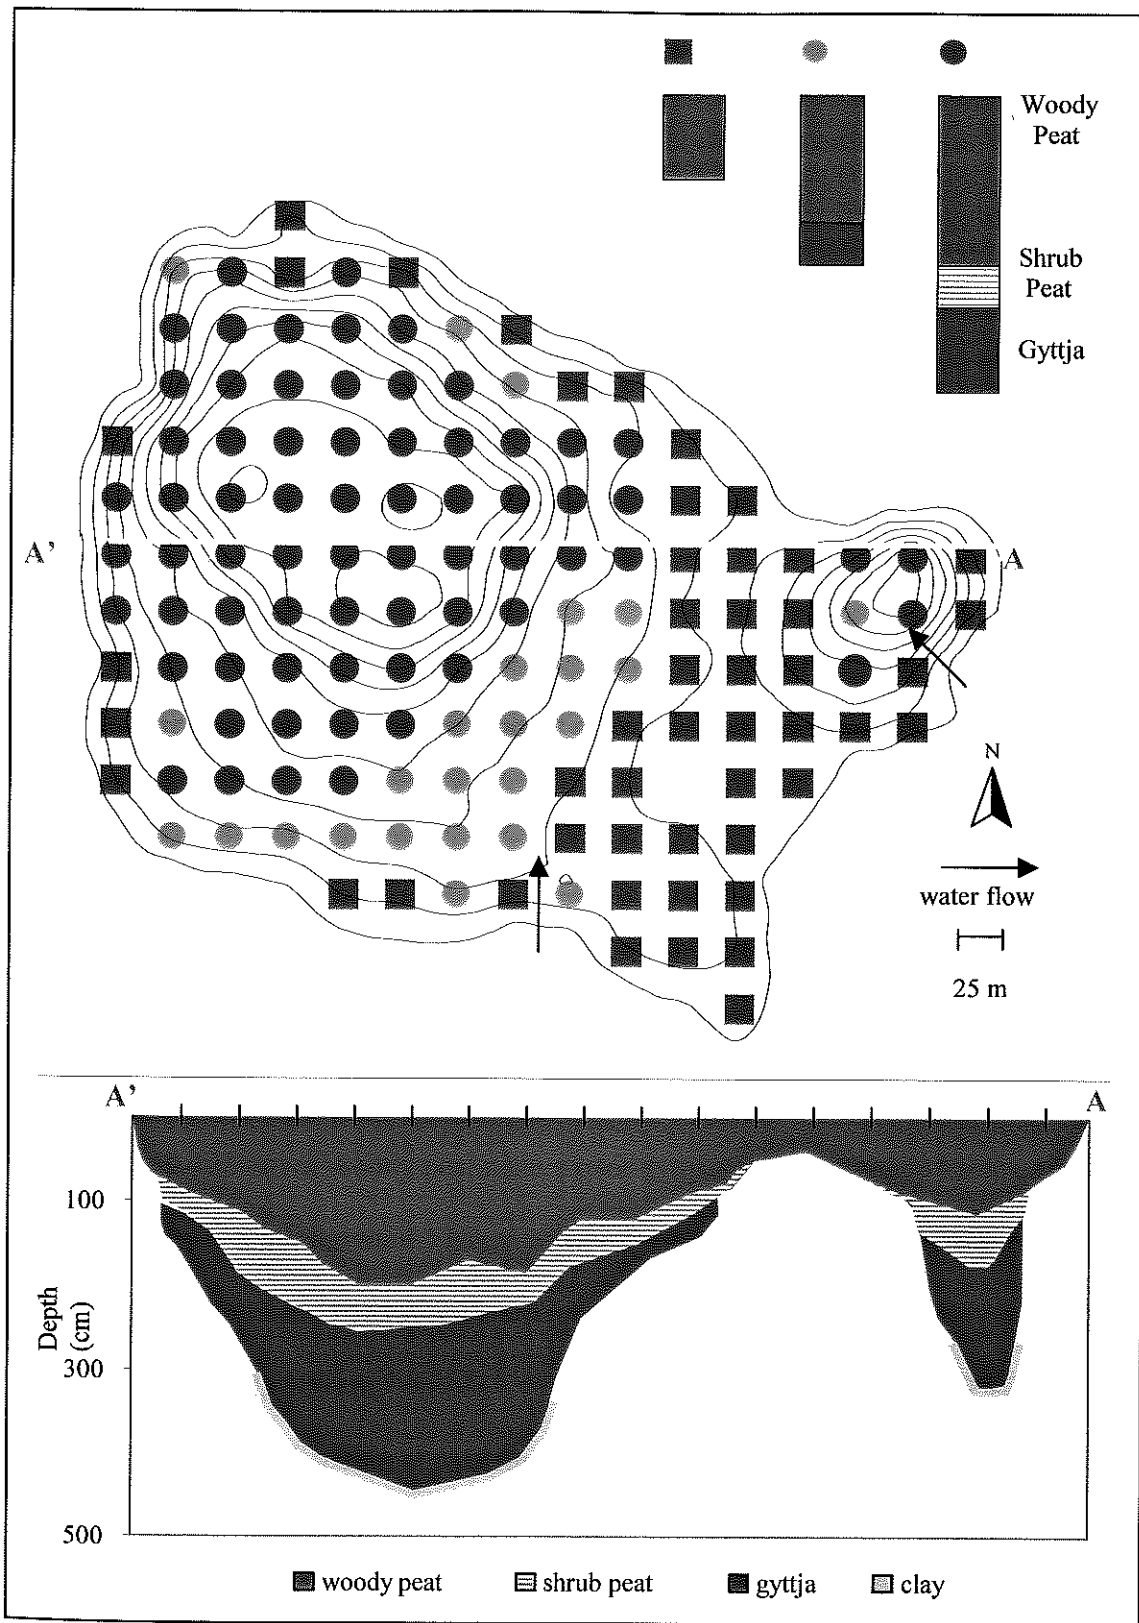 Woody
Peat
Shrub
Peat
Gyttja
A'
A
N
water flow
25 m
A'
A
100
Depth
(cm)
300
500
woody peat
shrub peat
gyttja
clay